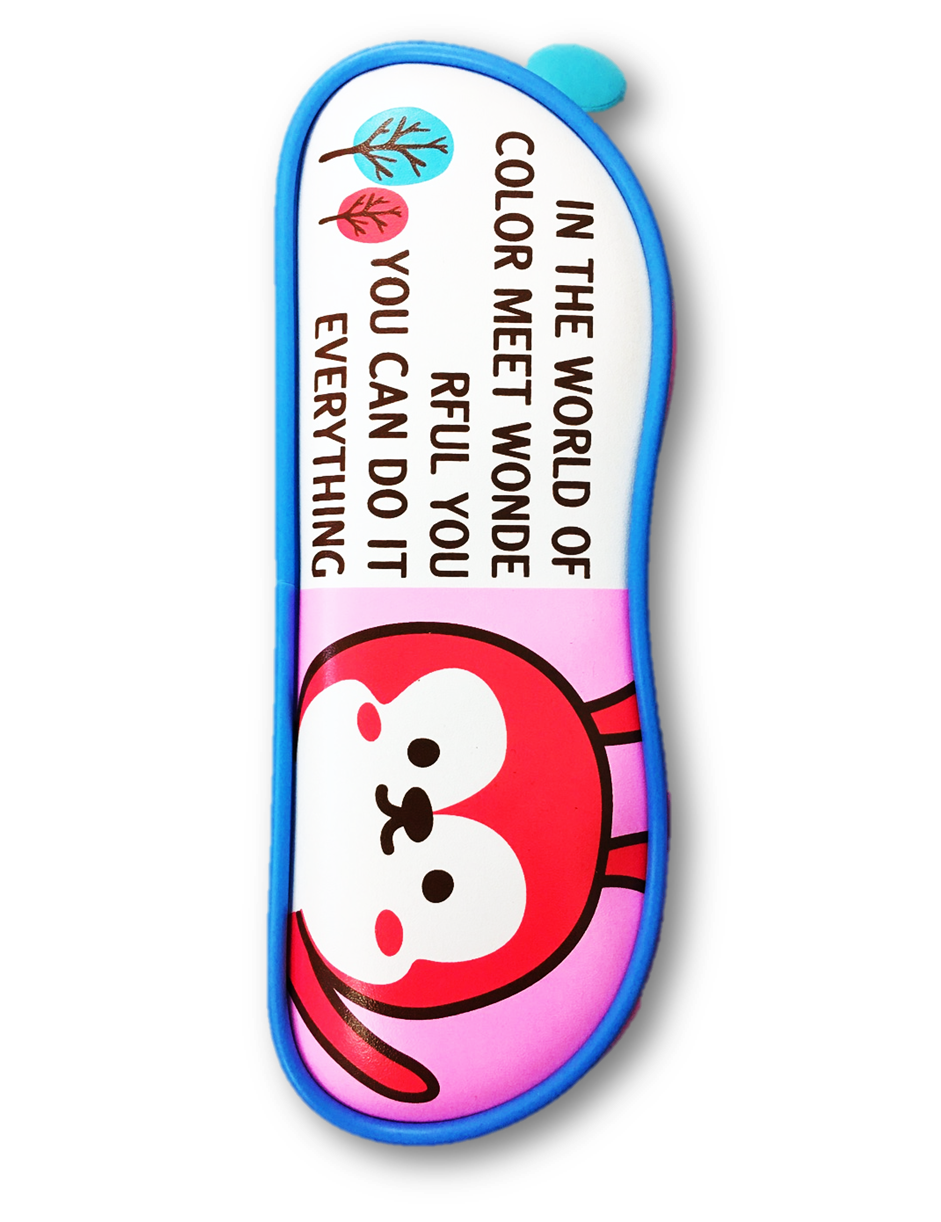 IN THE WORLD OF
COLOR MEET WONDE
RFUL YOU
YOU CAN DO IT
EVERYTHING